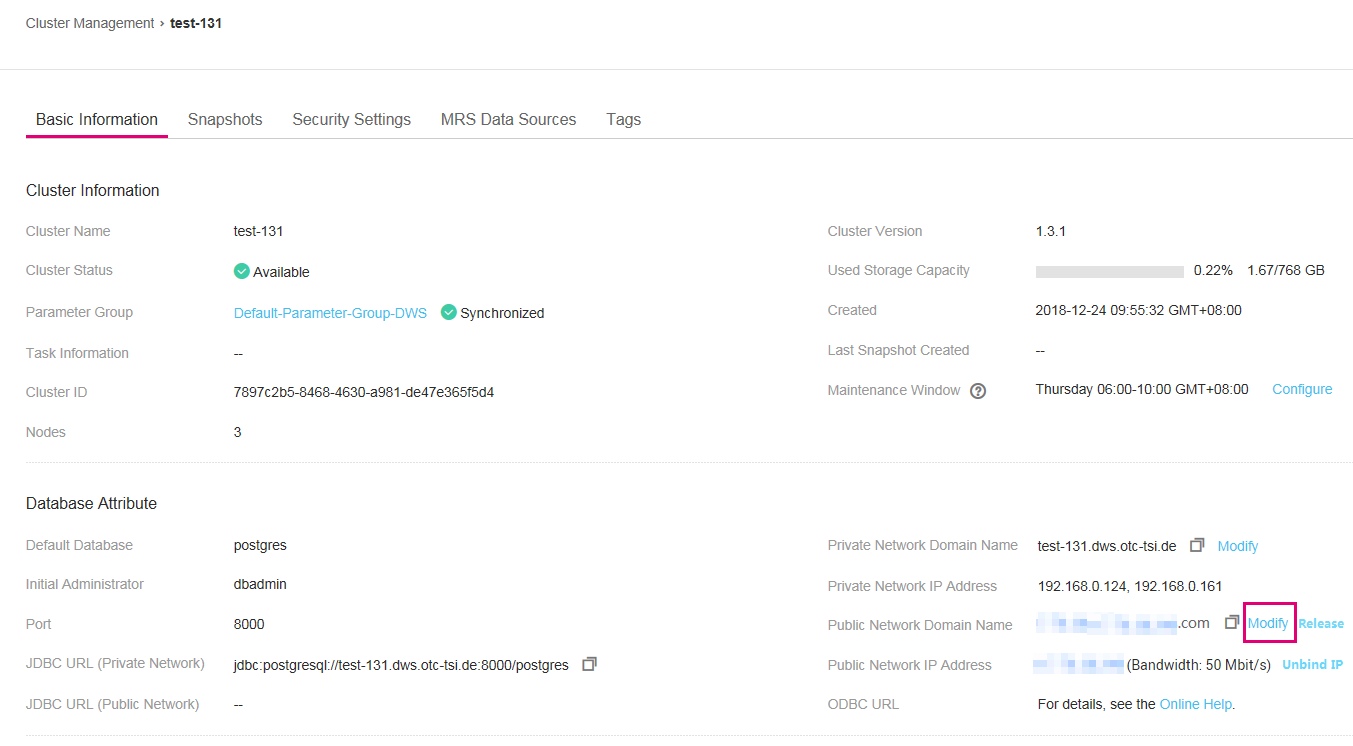 Cluster Management › test-131
Basic Information Snapshots Security Settings MRS Data Sources Tags
Cluster Information
Cluster Name test-131 Cluster Version 1.3.1
Cluster Status Available Used Storage Capacity 0.22% 1.67/768 GB
Parameter Group Default-Parameter-Group-DWS Synchronized Created 2018-12-24 09:55:32 GMT+08:00
Task Information -- Last Snapshot Created --
Cluster ID 7897c2b5-8468-4630-a981-de47e365f5d4 Maintenance Window ? Thursday 06:00-10:00 GMT+08:00 Configure
Nodes 3
Database Attribute
Default Database postgres Private Network Domain Name test-131.dws.otc-tsi.de Modify
Initial Administrator dbadmin Private Network IP Address 192.168.0.124, 192.168.0.161
Port 8000 Public Network Domain Name .com Modify Release
JDBC URL (Private Network) jdbc:postgresql://test-131.dws.otc-tsi.de:8000/postgres Public Network IP Address (Bandwidth: 50 Mbit/s) Unbind IP
JDBC URL (Public Network) -- ODBC URL For details, see the Online Help.